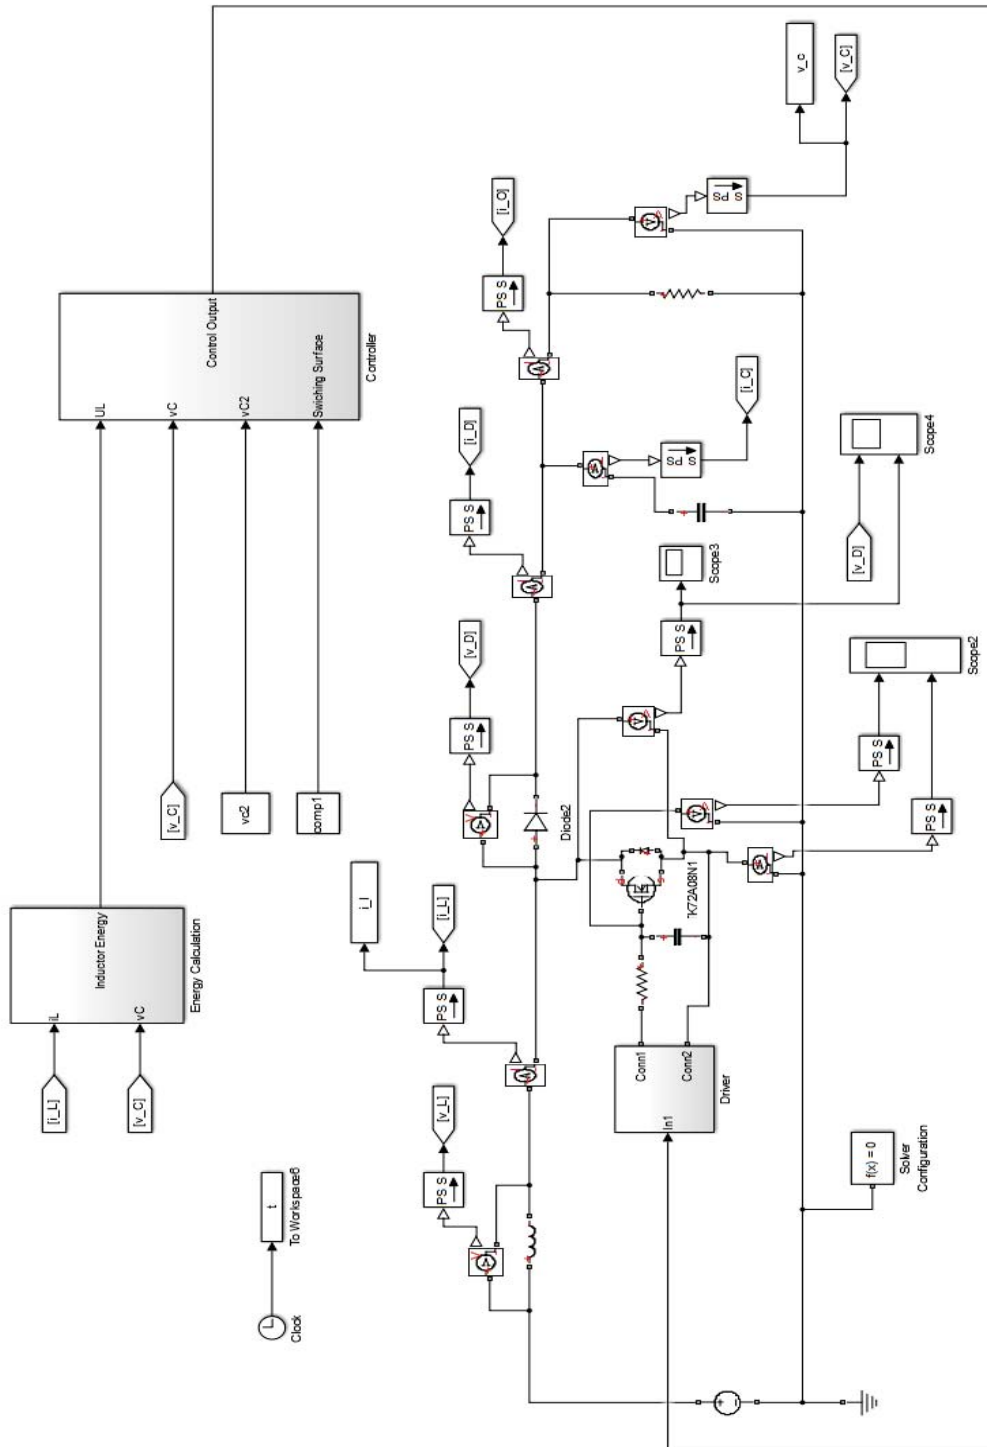 Clock
t
To Workspace6
[i_L]
[v_C]
iL
vC
Inductor Energy
Energy Calculation
[v_C]
vc2
comp1
UL
vC
vC2
Swiching Surface
Control Output
Controller
PS S
[v_L]
PS S
i_l
[i_L]
PS S
[v_D]
Diode2
PS S
[i_D]
PS S
[i_O]
S PS
[i_C]
S PS
v_c
[v_C]
In1
Conn1
Conn2
Driver
TK72A08N1
PS S
Scope3
PS S
PS S
Scope2
[v_D]
Scope4
f(x) = 0
Solver
Configuration